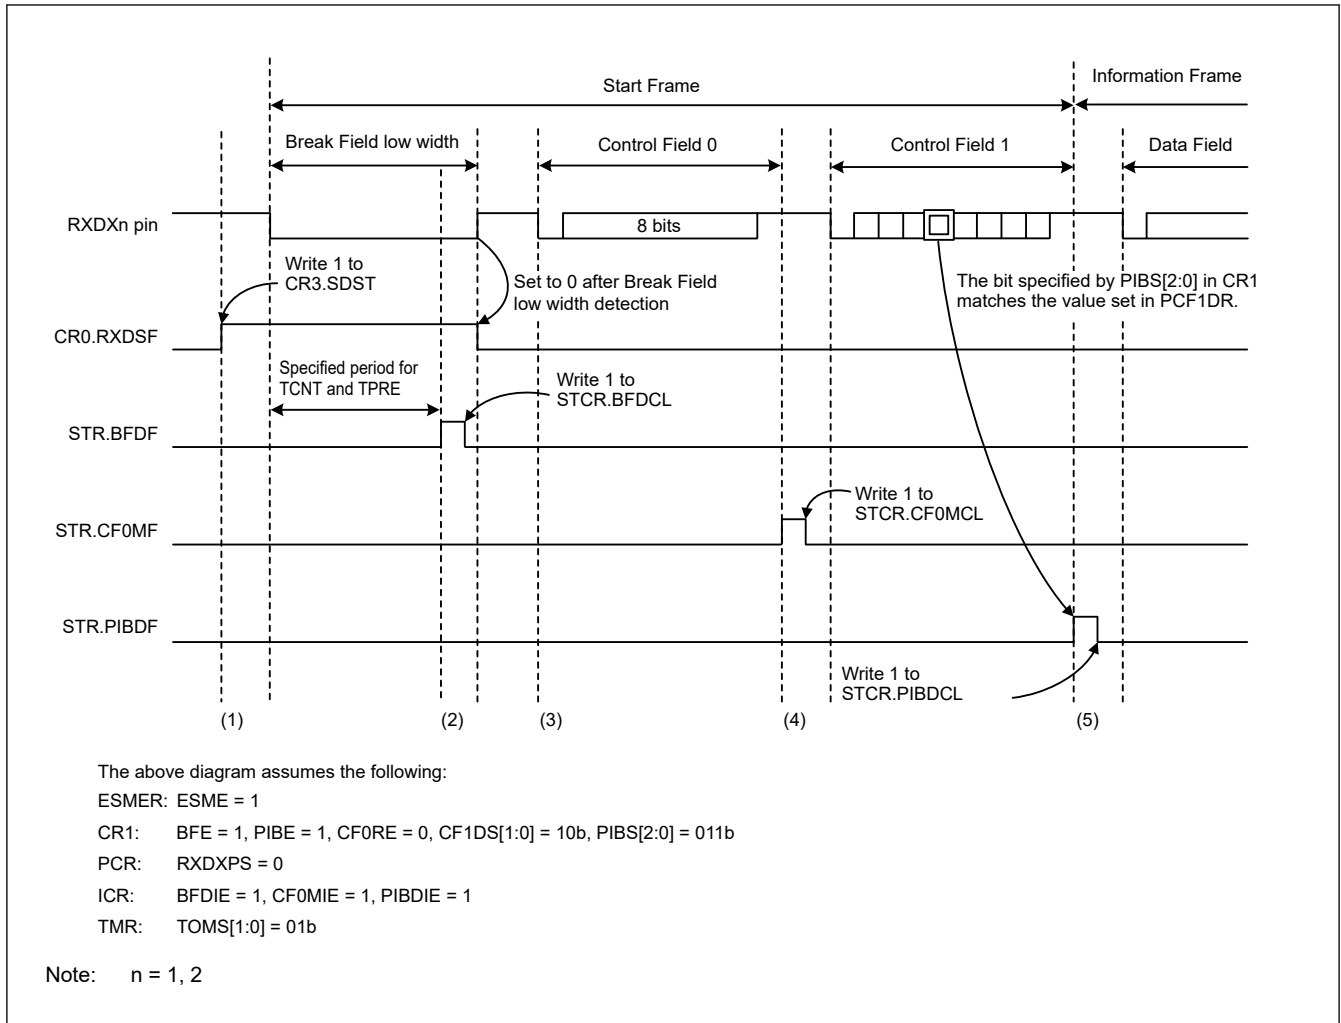 Start Frame
Information Frame
Break Field low width
Control Field 0
Control Field 1
Data Field
RXDXn pin
8 bits
Write 1 to
CR3.SDST
Set to 0 after Break Field
low width detection
The bit specified by PIBS[2:0] in CR1
matches the value set in PCF1DR.
CR0.RXDSF
Specified period for
TCNT and TPRE
Write 1 to
STCR.BFDCL
STR.BFDF
Write 1 to
STCR.CF0MCL
STR.CF0MF
STR.PIBDF
Write 1 to
STCR.PIBDCL
(1)
(2)
(3)
(4)
(5)
The above diagram assumes the following:
ESMER: ESME = 1
CR1: BFE = 1, PIBE = 1, CF0RE = 0, CF1DS[1:0] = 10b, PIBS[2:0] = 011b
PCR: RXDXPS = 0
ICR: BFDIE = 1, CF0MIE = 1, PIBDIE = 1
TMR: TOMS[1:0] = 01b
Note: n = 1, 2